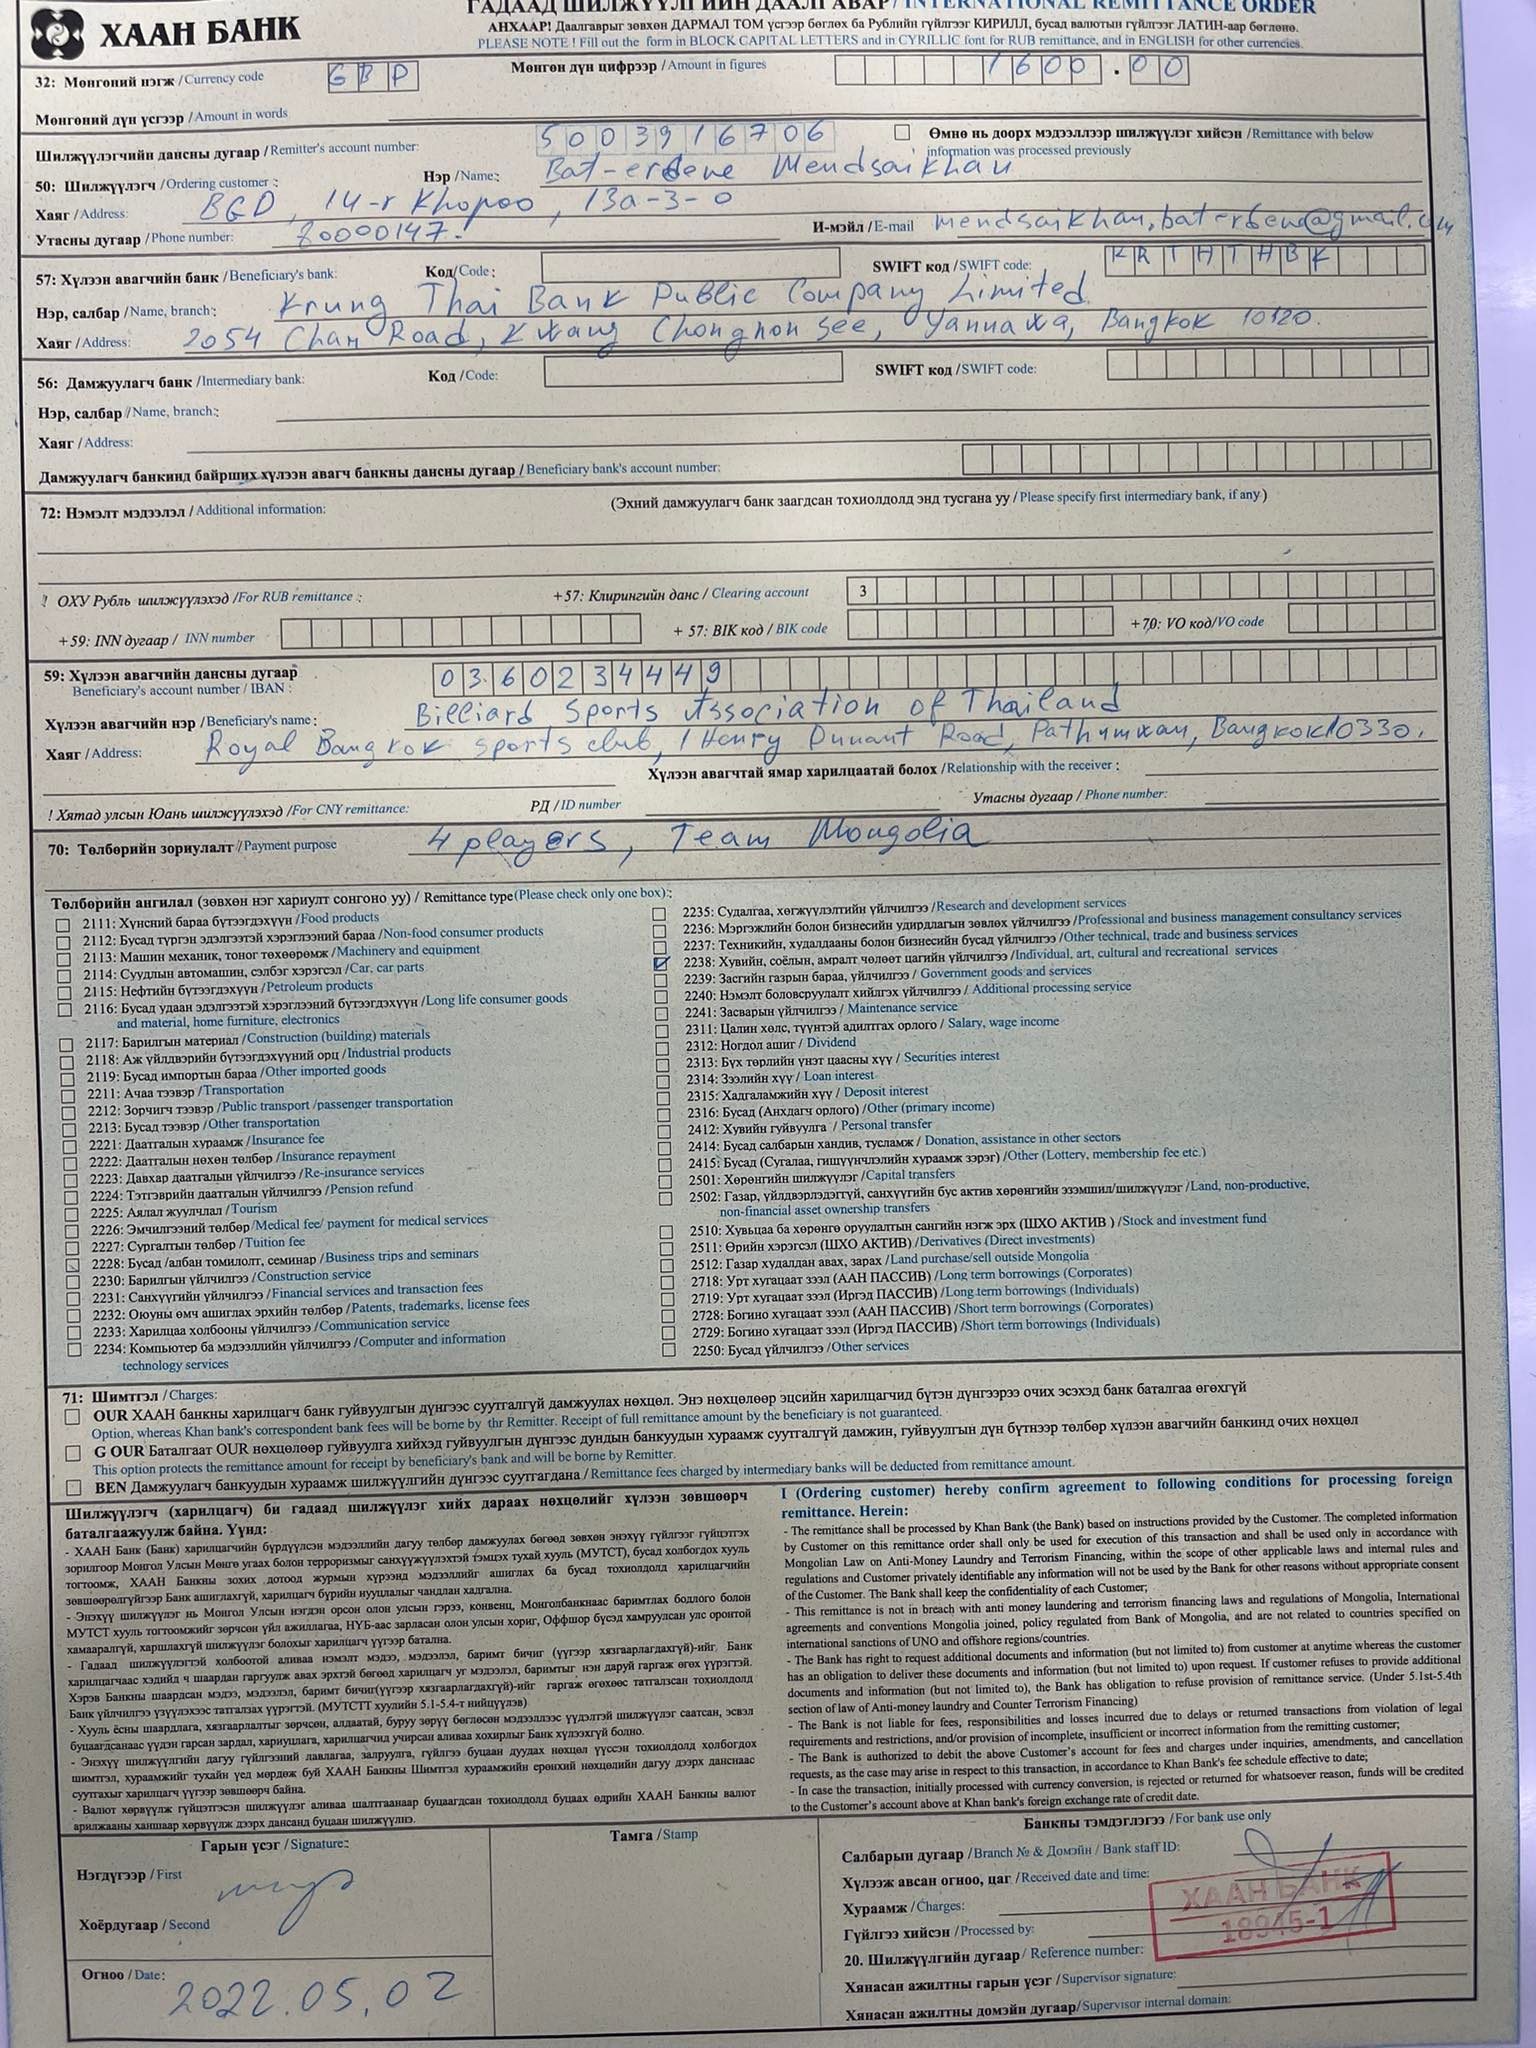 ХААН БАНК
ГАДААД ШИЛЖҮҮЛГИЙН ДААЛГАВАР / INTERNATIONAL REMITTANCE ORDER
АНХААР! Даалгаврыг зөвхөн ДАРМАЛ ТОМ үсгээр бөглөх ба Рублийн гүйлгээг КИРИЛЛ, бусад валютын гүйлгээг ЛАТИН-аар бөглөнө.
PLEASE NOTE ! Fill out the form in BLOCK CAPITAL LETTERS and in CYRILLIC font for RUB remittance, and in ENGLISH for other currencies.
32: Мөнгөний нэгж /Currency code GBP Мөнгөн дүн цифрээр /Amount in figures 1600.00
Мөнгөний дүн үсгээр /Amount in words
Шилжүүлэгчийн дансны дугаар /Remitter's account number: 5003916706 Өмнө нь доорх мэдээллээр шилжүүлэг хийсэн /Remittance with below
information was processed previously
50: Шилжүүлэгч /Ordering customer : Нэр /Name: Bat-erdene Mendsaikhan
Хаяг /Address: BGD, 14-r Khopoo, 13a-3-0
Утасны дугаар /Phone number: 80000147. И-мэйл /E-mail
57: Хүлээн авагчийн банк /Beneficiary's bank: Код/Code : SWIFT код /SWIFT code: KRTHTHBK
Нэр, салбар /Name, branch: Krung Thai Bank Public Company Limited
Хаяг /Address: 2054 Chan Road, Kwang Chongnonsee, Yannawa, Bangkok 10120.
56: Дамжуулагч банк /Intermediary bank: Код /Code: SWIFT код /SWIFT code:
Нэр, салбар /Name, branch:
Хаяг /Address:
Дамжуулагч банкинд байрших хүлээн авагч банкны дансны дугаар / Beneficiary bank's account number:
72: Нэмэлт мэдээлэл / Additional information: (Эхний дамжуулагч банк заагдсан тохиолдолд энд тусгана уу / Please specify first intermediary bank, if any )
! ОХУ Рубль шилжүүлэхэд /For RUB remittance : +57: Клирингийн данс / Clearing account 3
+59: INN дугаар / INN number + 57: BIK код / BIK code +70: VO код/VO code
59: Хүлээн авагчийн дансны дугаар 0360234449
Beneficiary's account number / IBAN :
Хүлээн авагчийн нэр /Beneficiary's name : Billiard Sports Association of Thailand
Хаяг /Address: Royal Bangkok sports club, 1 Henry Dunant Road, Pathumwan, Bangkok 10330.
Хүлээн авагчтай ямар харилцаатай болох /Relationship with the receiver :
! Хятад улсын Юань шилжүүлэхэд /For CNY remittance: РД / ID number Утасны дугаар / Phone number:
70: Төлбөрийн зориулалт /Payment purpose 4 players, Team Mongolia
Төлбөрийн ангилал (зөвхөн нэг хариулт сонгоно уу) / Remittance type (Please check only one box):
2111: Хүнсний бараа бүтээгдэхүүн /Food products
2112: Бусад түргэн эдэлгээтэй хэрэглээний бараа /Non-food consumer products
2113: Машин механик, тоног төхөөрөмж /Machinery and equipment
2114: Суудлын автомашин, сэлбэг хэрэгсэл /Car, car parts
2115: Нефтийн бүтээгдэхүүн /Petroleum products
2116: Бусад удаан эдэлгээтэй хэрэглээний бүтээгдэхүүн /Long life consumer goods
and material, home furniture, electronics
2117: Барилгын материал /Construction (building) materials
2118: Аж үйлдвэрийн бүтээгдэхүүний орц /Industrial products
2119: Бусад импортын бараа /Other imported goods
2211: Ачаа тээвэр /Transportation
2212: Зорчигч тээвэр /Public transport /passenger transportation
2213: Бусад тээвэр /Other transportation
2221: Даатгалын хураамж /Insurance fee
2222: Даатгалын нөхөн төлбөр /Insurance repayment
2223: Давхар даатгалын үйлчилгээ /Re-insurance services
2224: Тэтгэврийн даатгалын үйлчилгээ /Pension refund
2225: Аялал жуулчлал /Tourism
2226: Эмчилгээний төлбөр /Medical fee/ payment for medical services
2227: Сургалтын төлбөр /Tuition fee
2228: Бусад /албан томилолт, семинар /Business trips and seminars
2230: Барилгын үйлчилгээ /Construction service
2231: Санхүүгийн үйлчилгээ /Financial services and transaction fees
2232: Оюуны өмч ашиглах эрхийн төлбөр /Patents, trademarks, license fees
2233: Харилцаа холбооны үйлчилгээ /Communication service
2234: Компьютер ба мэдээллийн үйлчилгээ /Computer and information
technology services
2235: Судалгаа, хөгжүүлэлтийн үйлчилгээ /Research and development services
2236: Мэргэжлийн болон бизнесийн удирдлагын зөвлөх үйлчилгээ /Professional and business management consultancy services
2237: Техникийн, худалдааны болон бизнесийн бусад үйлчилгээ /Other technical, trade and business services
2238: Хувийн, соёлын, амралт чөлөөт цагийн үйлчилгээ /Individual, art, cultural and recreational services
2239: Засгийн газрын бараа, үйлчилгээ / Government goods and services
2240: Нэмэлт боловсруулалт хийлгэх үйлчилгээ / Additional processing service
2241: Засварын үйлчилгээ / Maintenance service
2311: Цалин хөлс, түүнтэй адилтгах орлого / Salary, wage income
2312: Ногдол ашиг / Dividend
2313: Бүх төрлийн үнэт цаасны хүү / Securities interest
2314: Зээлийн хүү / Loan interest
2315: Хадгаламжийн хүү / Deposit interest
2316: Бусад (Анхдагч орлого) /Other (primary income)
2412: Хувийн гуйвуулга / Personal transfer
2414: Бусад салбарын хандив, тусламж / Donation, assistance in other sectors
2415: Бусад (Сугалаа, гишүүнчлэлийн хураамж зэрэг) /Other (Lottery, membership fee etc.)
2501: Хөрөнгийн шилжүүлэг /Capital transfers
2502: Газар, үйлдвэрлэдэггүй, санхүүгийн бус актив хөрөнгийн эзэмшил/шилжүүлэг /Land, non-productive,
non-financial asset ownership transfers
2510: Хувьцаа ба хөрөнгө оруулалтын сангийн нэгж эрх (ШХО АКТИВ ) /Stock and investment fund
2511: Өрийн хэрэгсэл (ШХО АКТИВ) /Derivatives (Direct investments)
2512: Газар худалдан авах, зарах /Land purchase/sell outside Mongolia
2718: Урт хугацаат зээл (ААН ПАССИВ) /Long term borrowings (Corporates)
2719: Урт хугацаат зээл (Иргэд ПАССИВ) /Long term borrowings (Individuals)
2728: Богино хугацаат зээл (ААН ПАССИВ) /Short term borrowings (Corporates)
2729: Богино хугацаат зээл (Иргэд ПАССИВ) /Short term borrowings (Individuals)
2250: Бусад үйлчилгээ /Other services
71: Шимтгэл /Charges:
OUR ХААН банкны харилцагч банк гуйвуулгын дүнгээс суутгалгүй дамжуулах нөхцөл. Энэ нөхцөлөөр эцсийн харилцагчид бүтэн дүнгээрээ очих эсэхэд банк баталгаа өгөхгүй
Option, whereas Khan bank's correspondent bank fees will be borne by thr Remitter. Receipt of full remittance amount by the beneficiary is not guaranteed.
G OUR Баталгаат OUR нөхцөлөөр гуйвуулга хийхэд гуйвуулгын дүнгээс дундын банкуудын хураамж суутгалгүй дамжин, гуйвуулгын дүн бүтнээр төлбөр хүлээн авагчийн банкинд очих нөхцөл
This option protects the remittance amount for receipt by beneficiary's bank and will be borne by Remitter.
BEN Дамжуулагч банкуудын хураамж шилжүүлгийн дүнгээс суутгагдана / Remittance fees charged by intermediary banks will be deducted from remittance amount.
Шилжүүлэгч (харилцагч) би гадаад шилжүүлэг хийх дараах нөхцөлийг хүлээн зөвшөөрч
баталгаажуулж байна. Үүнд:
- ХААН Банк (Банк) харилцагчийн бүрдүүлсэн мэдээллийн дагуу төлбөр дамжуулах бөгөөд зөвхөн энэхүү гүйлгээг гүйцэтгэх
зорилгоор Монгол Улсын Мөнгө угаах болон терроризмыг санхүүжүүлэхтэй тэмцэх тухай хууль (МУТСТ), бусад холбогдох хууль
тогтоомж, ХААН Банкны зохих дотоод журмын хүрээнд мэдээллийг ашиглах ба бусад тохиолдолд харилцагчийн
зөвшөөрөлгүйгээр Банк ашиглахгүй, харилцагч бүрийн нууцлалыг чандлан хадгална.
- Энэхүү шилжүүлэг нь Монгол Улсын нэгдэн орсон олон улсын гэрээ, конвенц, Монголбанкнаас баримтлах бодлого болон
МУТСТ хууль тогтоомжийг зөрчсөн үйл ажиллагаа, НҮБ-аас зарласан олон улсын хориг, Оффшор бүсэд хамруулсан улс оронтой
хамааралгүй, харшлахгүй шилжүүлэг болохыг харилцагч үүгээр батална.
- Гадаад шилжүүлэгтэй холбоотой аливаа нэмэлт мэдээ, мэдээлэл, баримт бичиг (үүгээр хязгаарлагдахгүй)-ийг Банк
харилцагчаас хэдийд ч шаардан гаргуулж авах эрхтэй бөгөөд харилцагч уг мэдээлэл, баримтыг нэн даруй гаргаж өгөх үүрэгтэй.
Хэрэв Банкны шаардсан мэдээ, мэдээлэл, баримт бичиг(үүгээр хязгаарлагдахгүй)-ийг гаргаж өгөхөөс татгалзсан тохиолдолд
Банк үйлчилгээ үзүүлэхээс татгалзах үүрэгтэй. (МУТСТТ хуулийн 5.1-5.4-т нийцүүлэв)
- Хууль ёсны шаардлага, хязгаарлалтыг зөрчсөн, алдаатай, буруу зөрүү бөглөсөн мэдээллээс үүдэлтэй шилжүүлэг саатсан, эсвэл
буцаагдсанаас үүдэн гарсан зардал, хариуцлага, харилцагчид учирсан аливаа хохирлыг Банк хүлээхгүй болно.
- Энэхүү шилжүүлгийн дагуу гүйлгээний лавлагаа, залруулга, гүйлгээ буцаан дуудах нөхцөл үүссэн тохиолдолд холбогдох
шимтгэл, хураамжийг тухайн үед мөрдөж буй ХААН Банкны Шимтгэл хураамжийн ерөнхий нөхцөлийн дагуу дээрх данснаас
суутгахыг харилцагч үүгээр зөвшөөрч байна.
- Валют хөрвүүлж гүйцэтгэсэн шилжүүлэг аливаа шалтгаанаар буцаагдсан тохиолдолд буцаах өдрийн ХААН Банкны валют
арилжааны ханшаар хөрвүүлж дээрх дансанд буцаан шилжүүлнэ.
I (Ordering customer) hereby confirm agreement to following conditions for processing foreign
remittance. Herein:
- The remittance shall be processed by Khan Bank (the Bank) based on instructions provided by the Customer. The completed information
by Customer on this remittance order shall only be used for execution of this transaction and shall be used only in accordance with
Mongolian Law on Anti-Money Laundry and Terrorism Financing, within the scope of other applicable laws and internal rules and
regulations and Customer privately identifiable any information will not be used by the Bank for other reasons without appropriate consent
of the Customer. The Bank shall keep the confidentiality of each Customer;
- This remittance is not in breach with anti money laundering and terrorism financing laws and regulations of Mongolia, International
agreements and conventions Mongolia joined, policy regulated from Bank of Mongolia, and are not related to countries specified on
international sanctions of UNO and offshore regions/countries.
- The Bank has right to request additional documents and information (but not limited to) from customer at anytime whereas the customer
has an obligation to deliver these documents and information (but not limited to) upon request. If customer refuses to provide additional
documents and information (but not limited to), the Bank has obligation to refuse provision of remittance service. (Under 5.1st-5.4th
section of law of Anti-money laundry and Counter Terrorism Financing)
- The Bank is not liable for fees, responsibilities and losses incurred due to delays or returned transactions from violation of legal
requirements and restrictions, and/or provision of incomplete, insufficient or incorrect information from the remitting customer;
- The Bank is authorized to debit the above Customer's account for fees and charges under inquiries, amendments, and cancellation
requests, as the case may arise in respect to this transaction, in accordance to Khan Bank's fee schedule effective to date;
- In case the transaction, initially processed with currency conversion, is rejected or returned for whatsoever reason, funds will be credited
to the Customer's account above at Khan bank's foreign exchange rate of credit date.
Гарын үсэг /Signature:
Нэгдүгээр /First
Хоёрдугаар /Second
Огноо /Date: 2022.05.02
Тамга /Stamp
Банкны тэмдэглэгээ /For bank use only
Салбарын дугаар /Branch № & Домэйн / Bank staff ID:
Хүлээж авсан огноо, цаг /Received date and time:
Хураамж /Charges:
Гүйлгээ хийсэн /Processed by:
20. Шилжүүлгийн дугаар/ Reference number:
Хянасан ажилтны гарын үсэг /Supervisor signature:
Хянасан ажилтны домэйн дугаар/Supervisor internal domain:
ХААН БАНК
18945-1